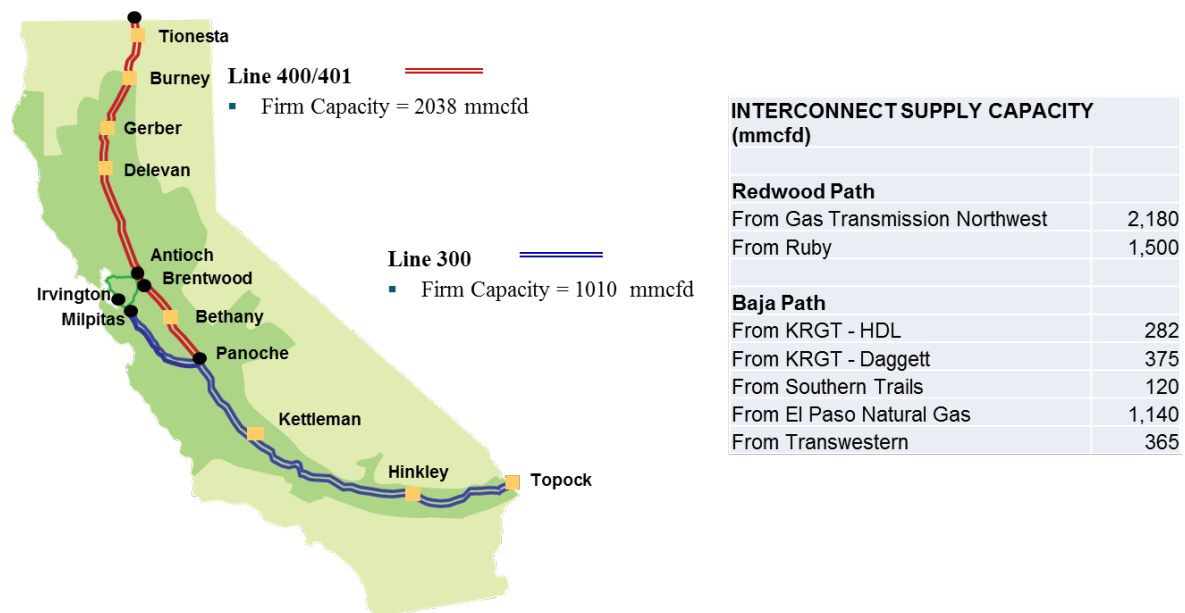 Tionesta
Burney
Gerber
Delevan
Antioch
Brentwood
Irvington
Milpitas
Bethany
Panoche
Kettleman
Hinkley
Topock
Line 400/401
▪ Firm Capacity = 2038 mmcfd
Line 300
▪ Firm Capacity = 1010 mmcfd
INTERCONNECT SUPPLY CAPACITY
(mmcfd)
Redwood Path
From Gas Transmission Northwest 2,180
From Ruby 1,500
Baja Path
From KRGT - HDL 282
From KRGT - Daggett 375
From Southern Trails 120
From El Paso Natural Gas 1,140
From Transwestern 365